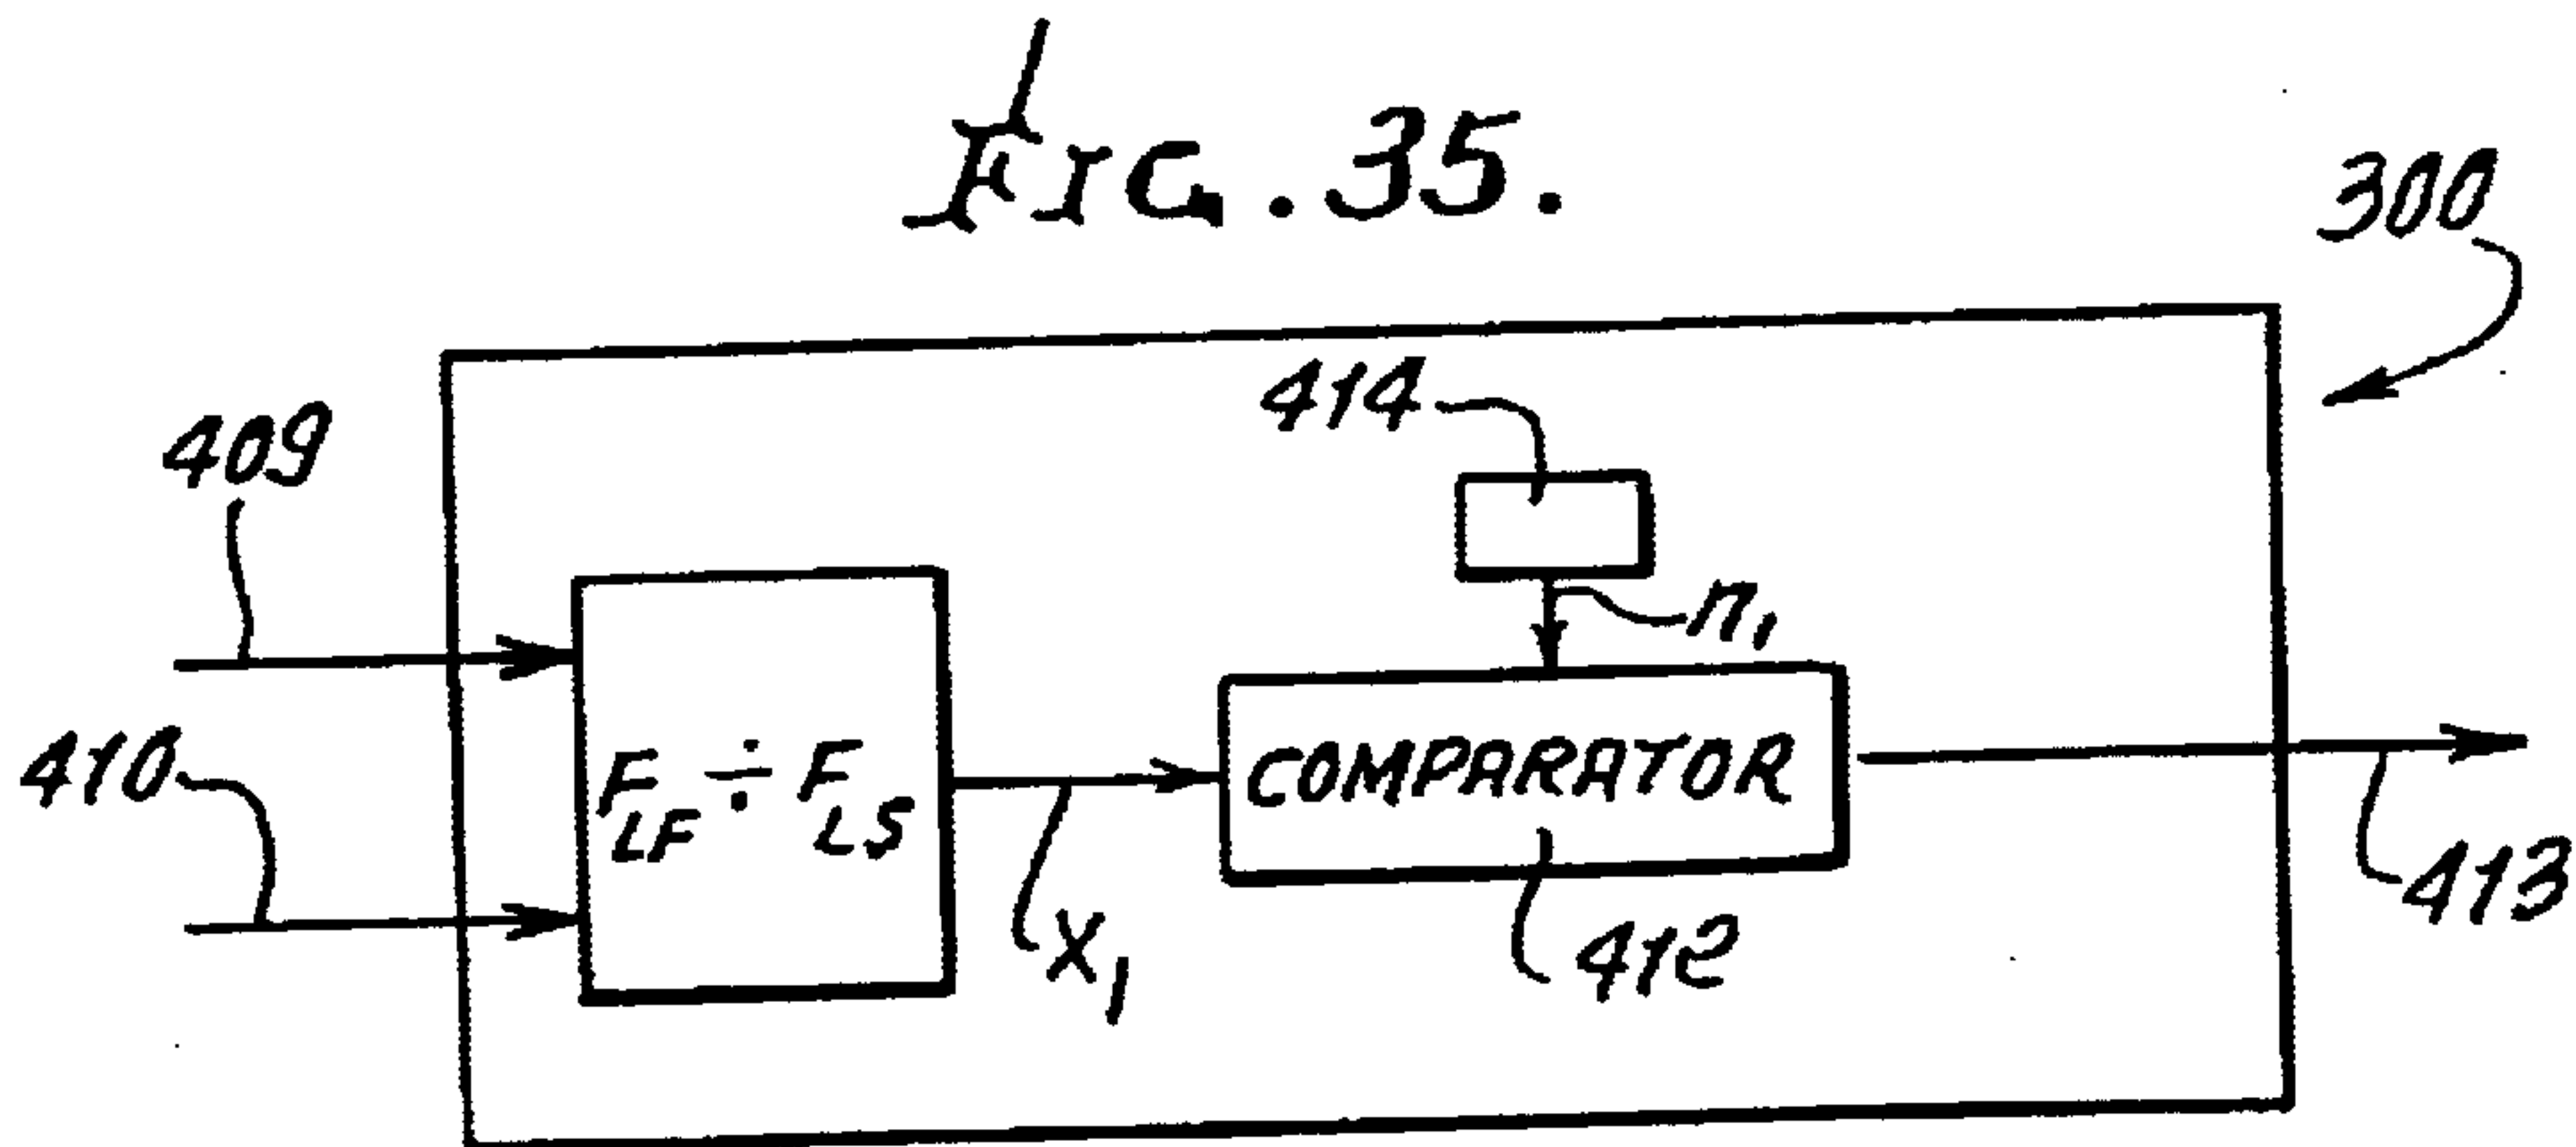 FIG. 35.
300
414
409
n1
410
FLF ÷ FLS
COMPARATOR
413
X1
412